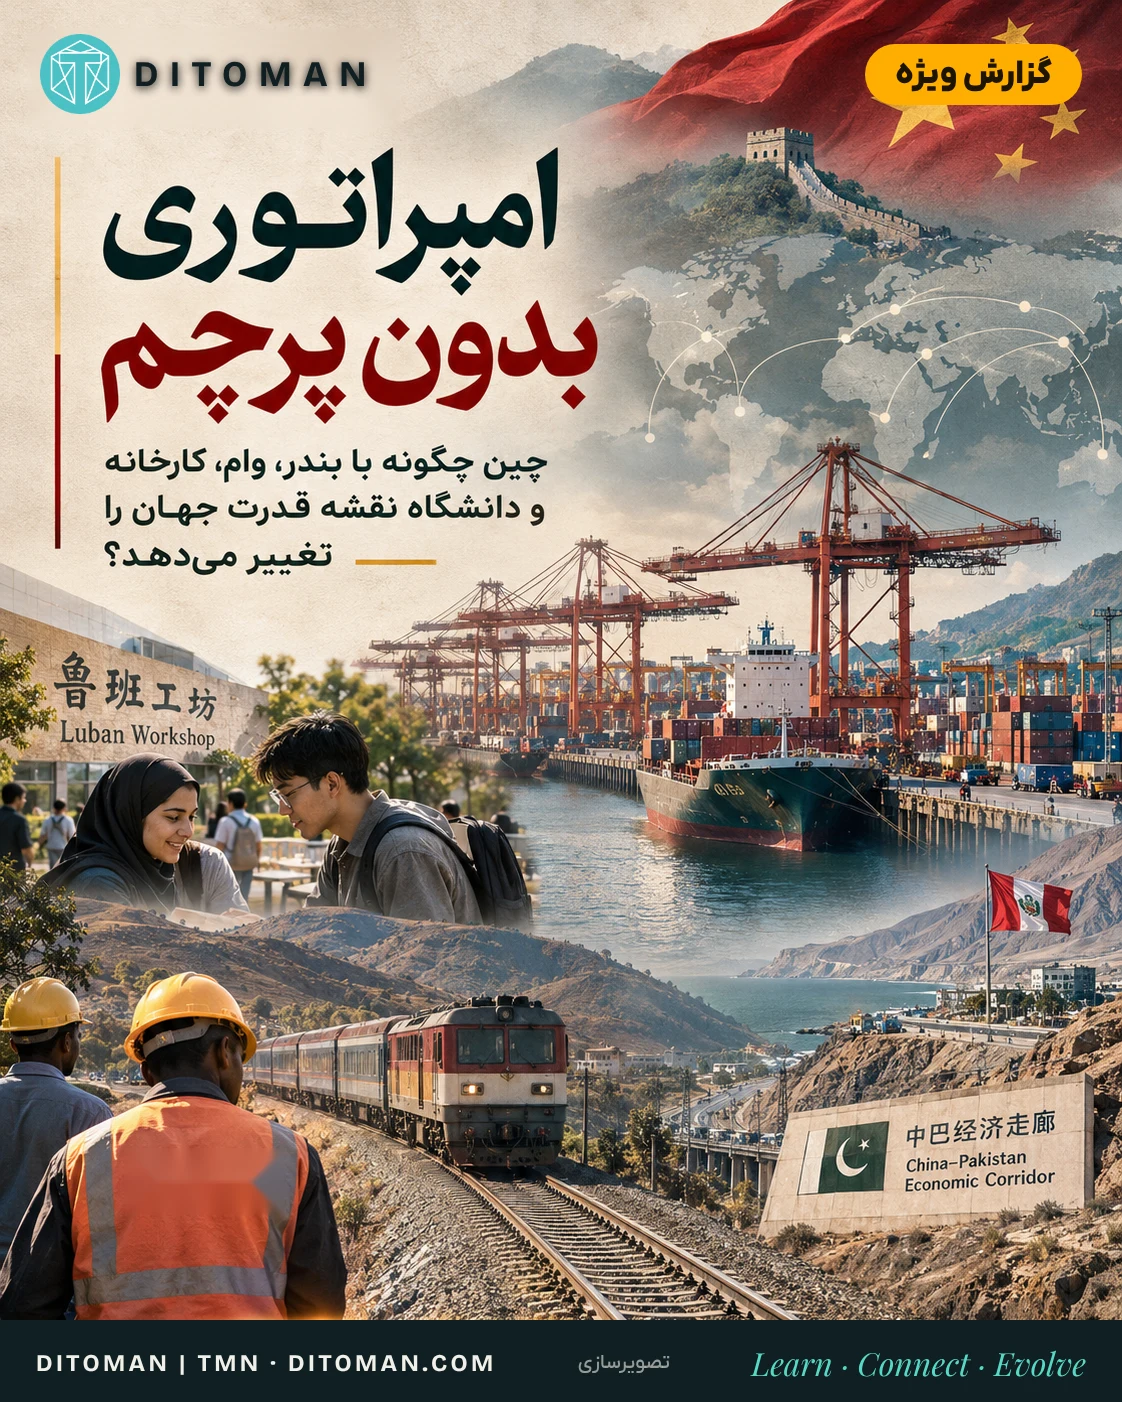 DITOMAN
گزارش ویژه
امپراتوری
بدون پرچم
چین چگونه با بندر، وام، کارخانه
و دانشگاه نقشه قدرت جهان را
تغییر می‌دهد؟
鲁班工坊
Luban Workshop
中巴经济走廊
China–Pakistan
Economic Corridor
DITOMAN | TMN · DITOMAN.COM
تصویرسازی
Learn · Connect · Evolve